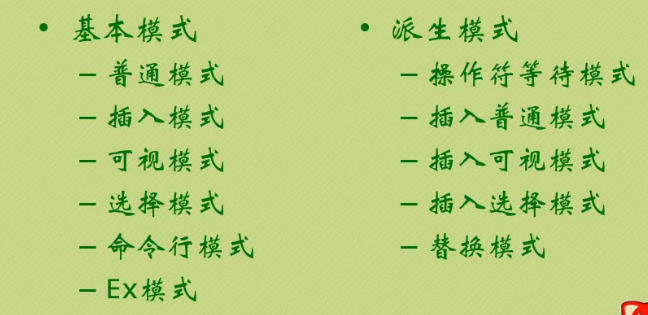 • 基本模式
– 普通模式
– 插入模式
– 可视模式
– 选择模式
– 命令行模式
– Ex模式
• 派生模式
– 操作符等待模式
– 插入普通模式
– 插入可视模式
– 插入选择模式
– 替换模式